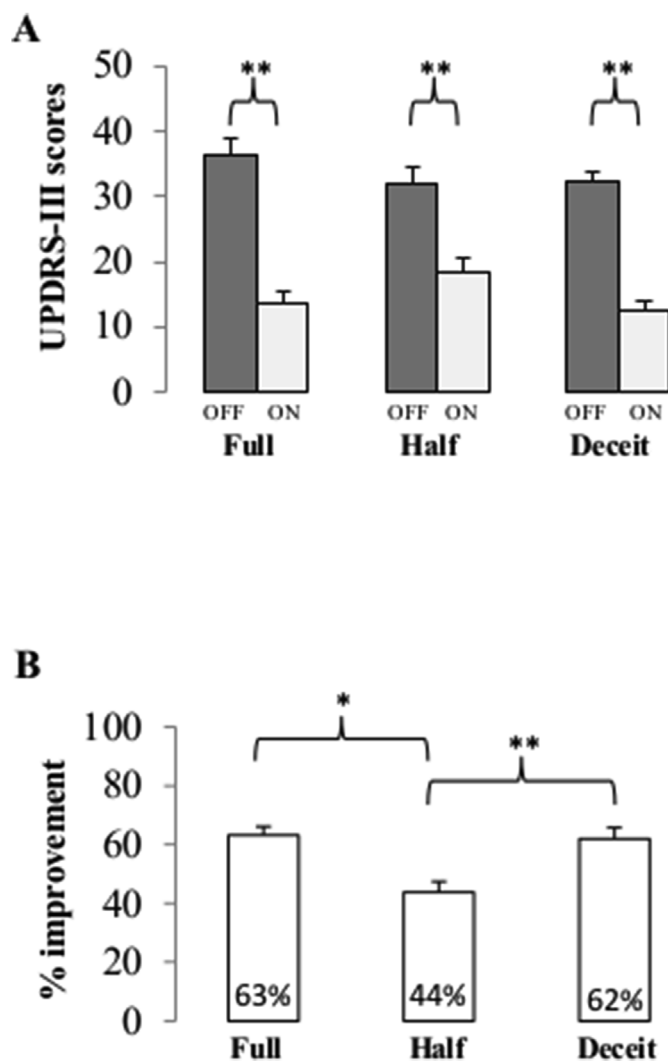 A
UPDRS-III scores
50
40
30
20
10
0
** ** **
OFF ON OFF ON OFF ON
Full Half Deceit
B
% improvement
100
80
60
40
20
0
*
**
63% 44% 62%
Full Half Deceit